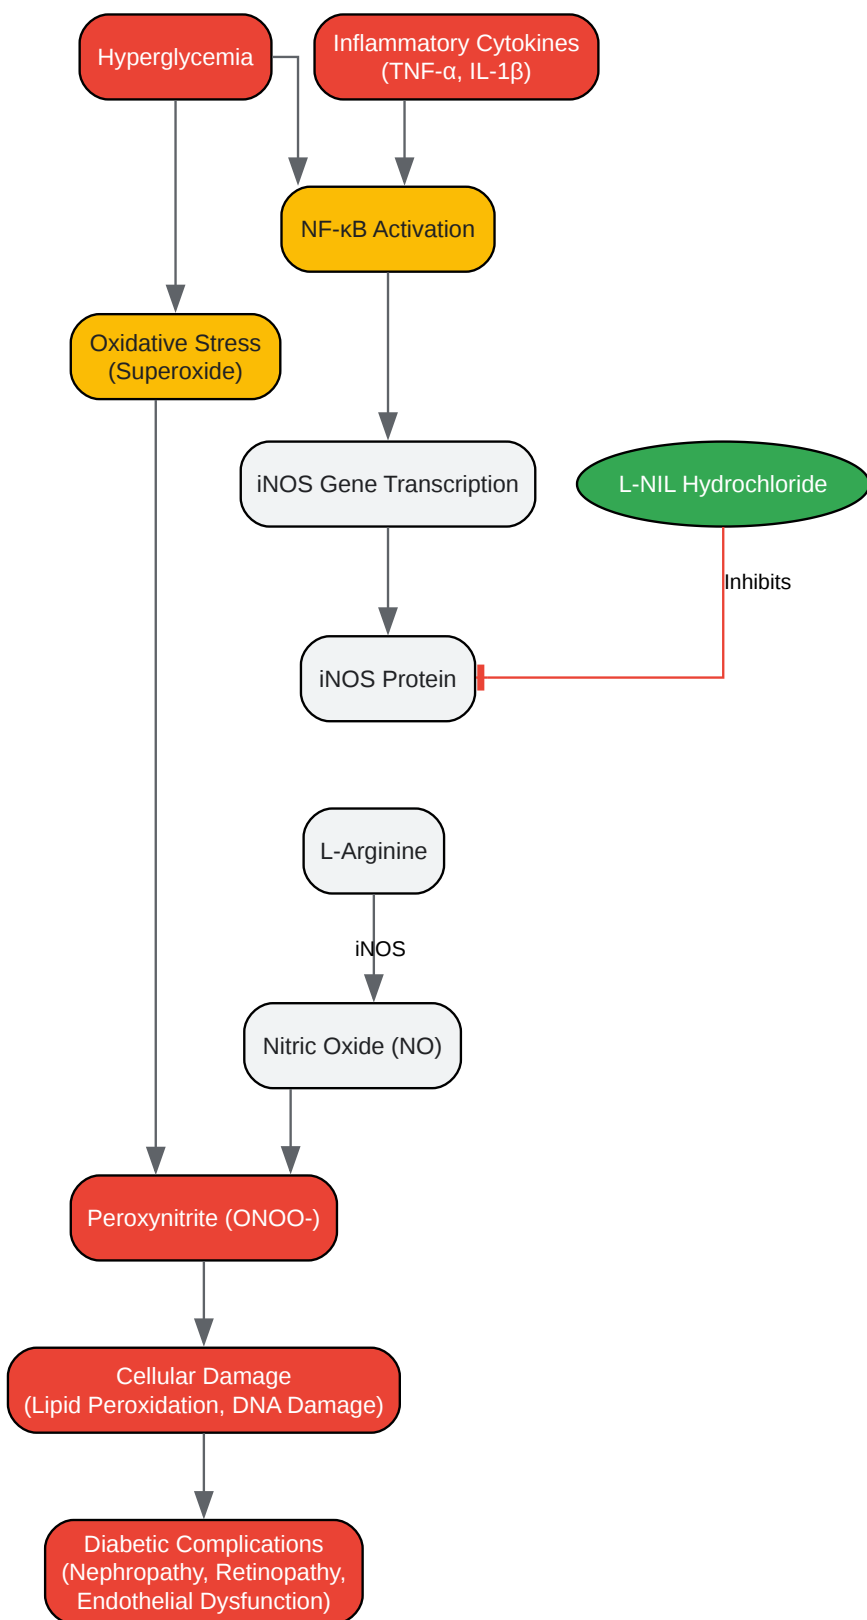 Hyperglycemia
Inflammatory Cytokines
(TNF-α, IL-1β)
NF-κB Activation
Oxidative Stress
(Superoxide)
iNOS Gene Transcription
L-NIL Hydrochloride
Inhibits
iNOS Protein
L-Arginine
iNOS
Nitric Oxide (NO)
Peroxynitrite (ONOO-)
Cellular Damage
(Lipid Peroxidation, DNA Damage)
Diabetic Complications
(Nephropathy, Retinopathy,
Endothelial Dysfunction)